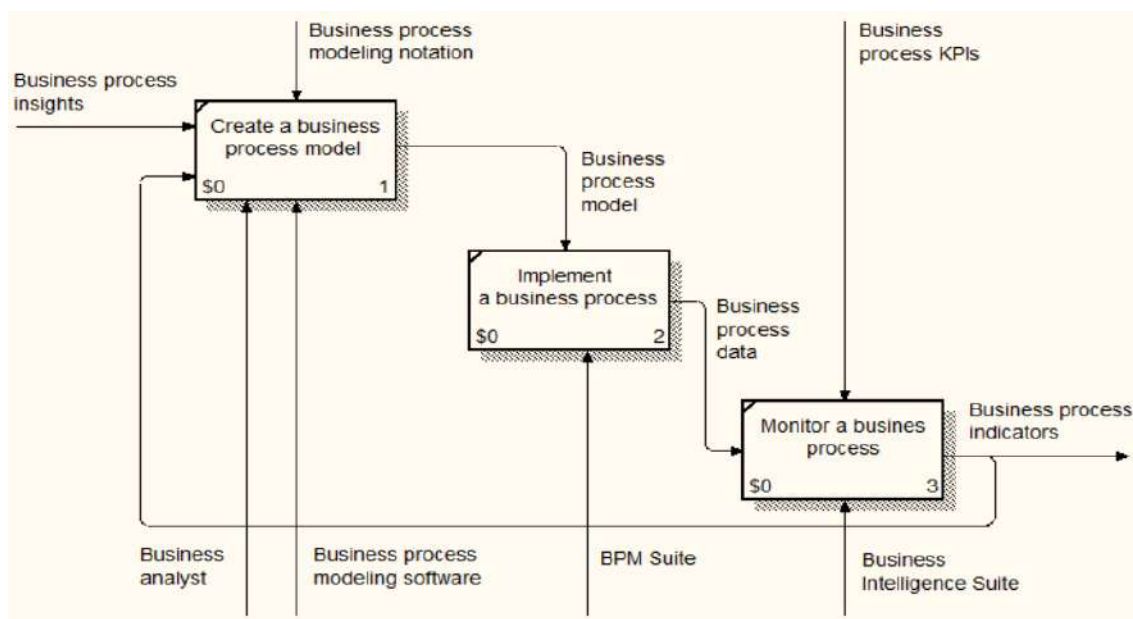 Business process
modeling notation
Business
process KPIs
Business process
insights
Create a business
process model
$0
1
Business
process
model
Implement
a business process
$0
2
Business
process
data
Monitor a busines
process
$0
3
Business process
indicators
Business
analyst
Business process
modeling software
BPM Suite
Business
Intelligence Suite